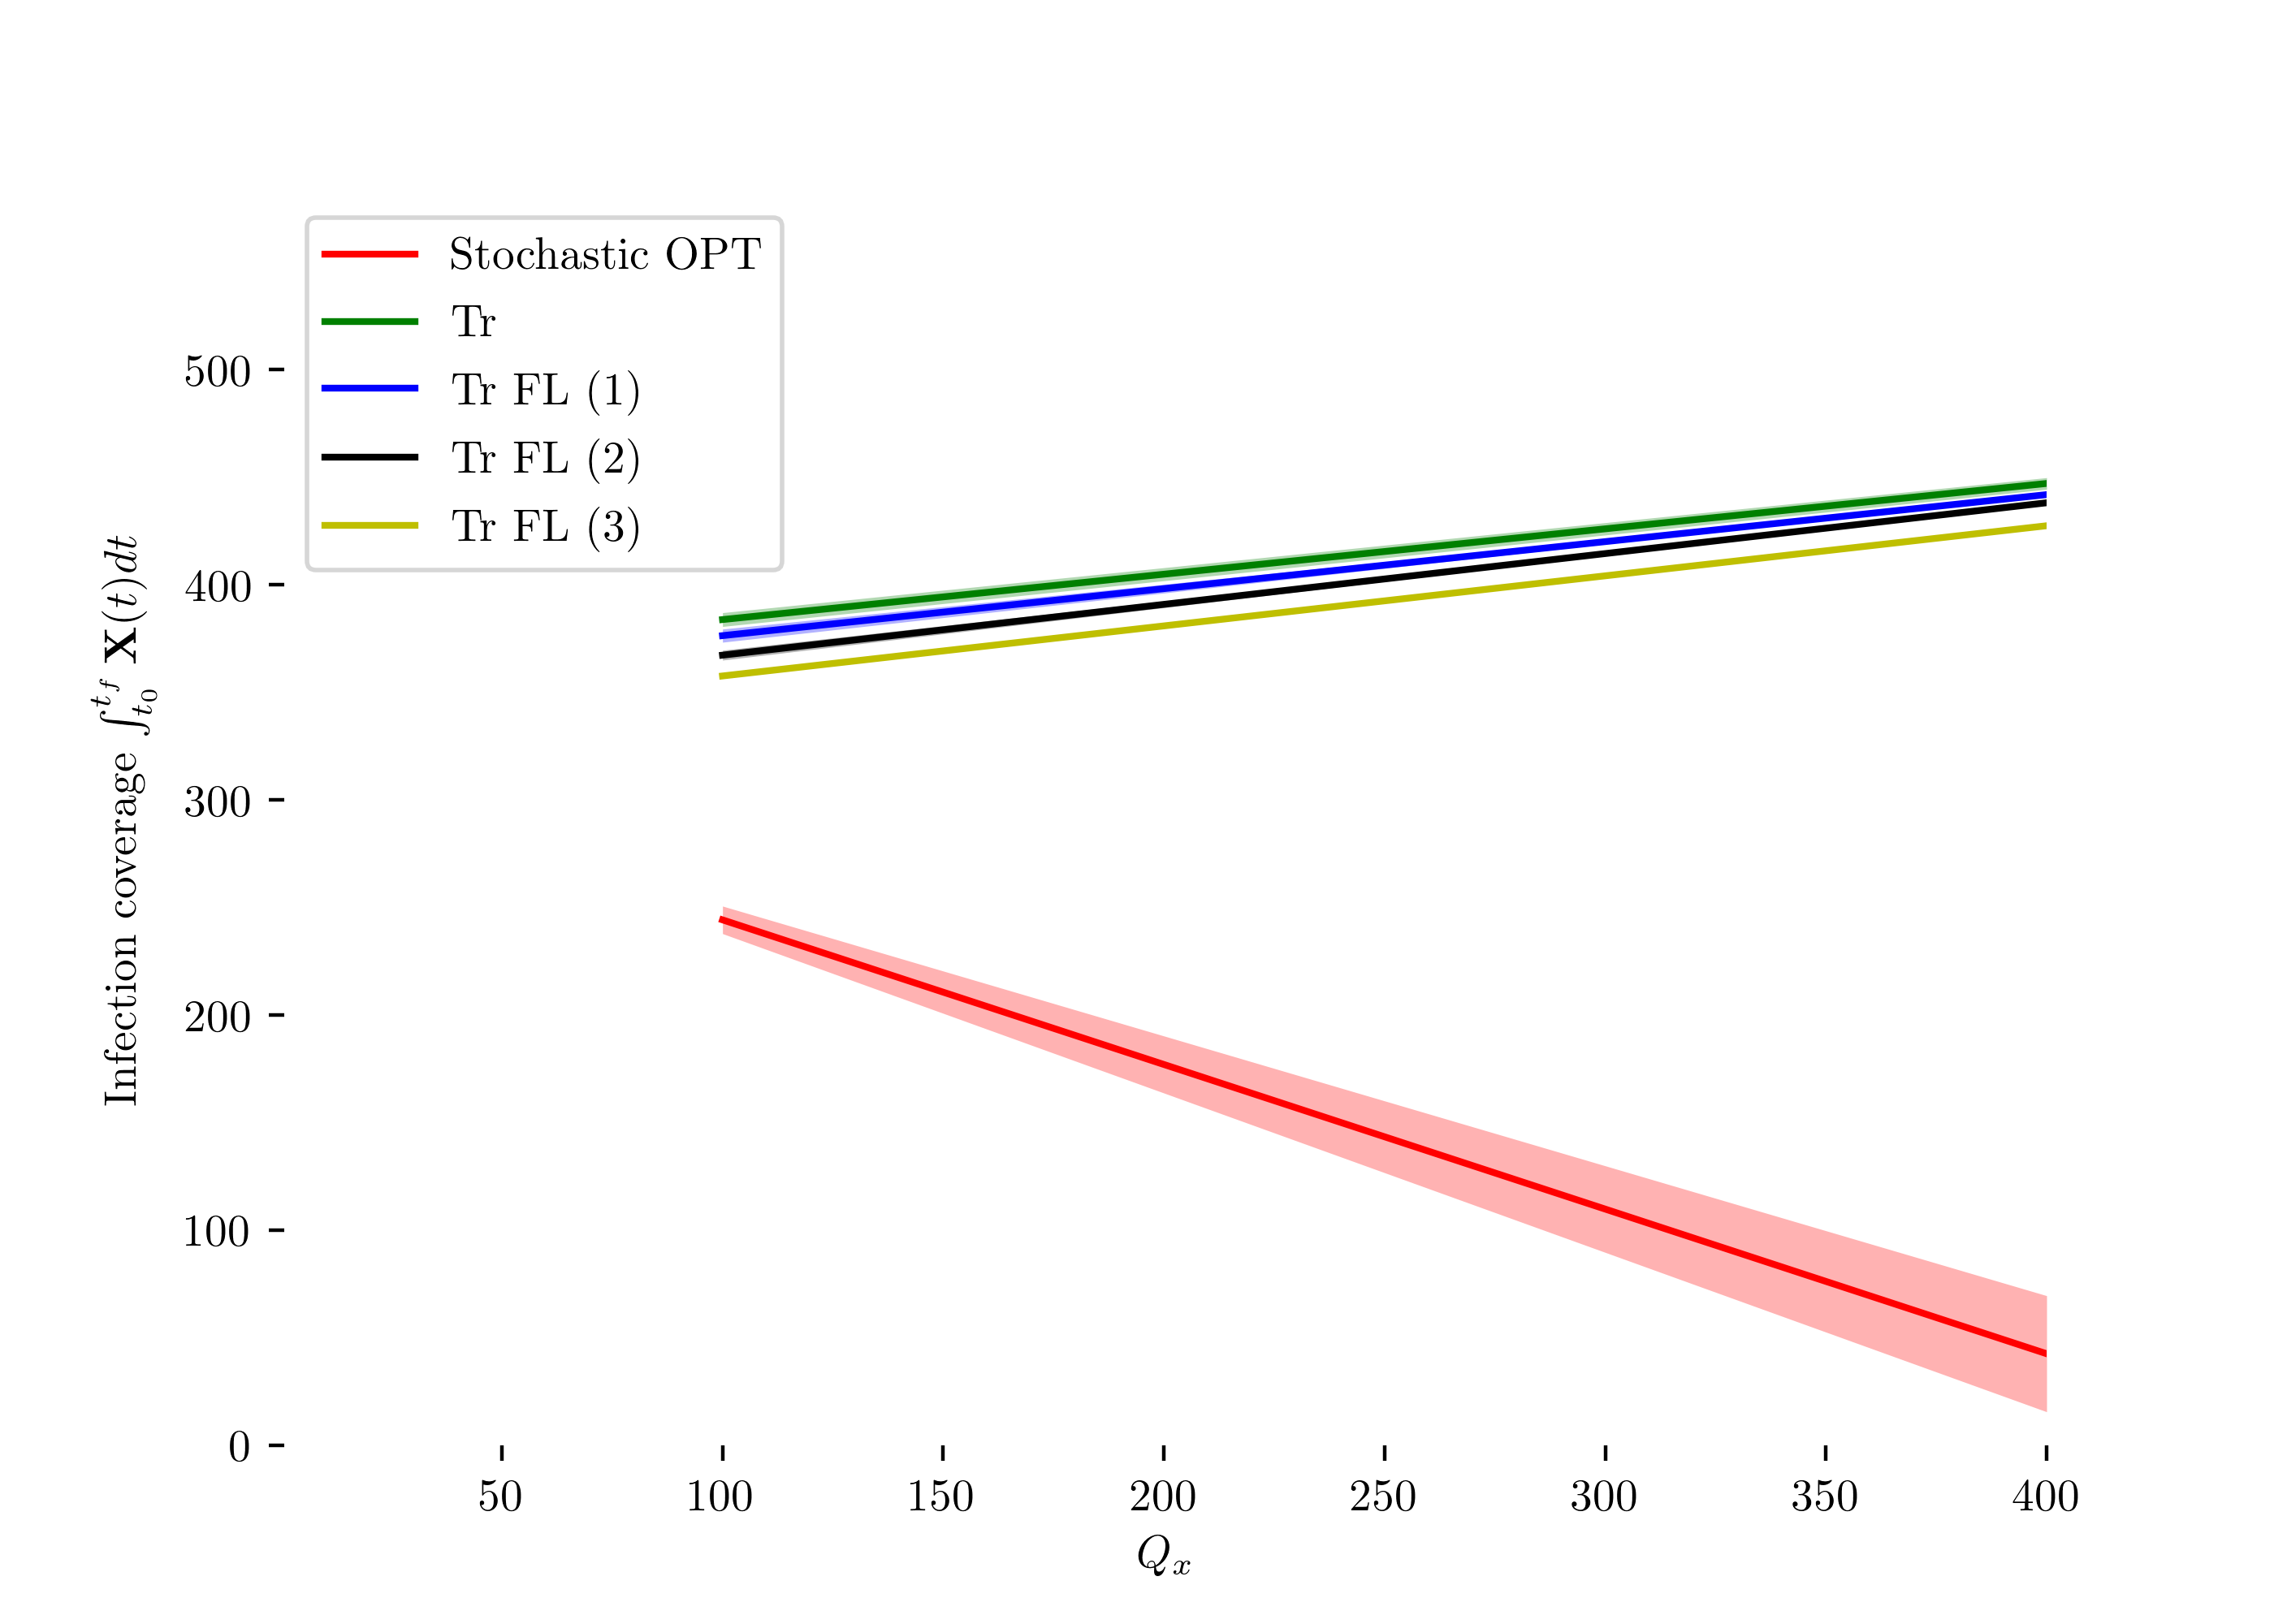 Stochastic OPT
Tr
Tr FL (1)
Tr FL (2)
Tr FL (3)
500
400
300
200
100
0
Infection coverage ∫_{t_0}^{t_f} 𝐗(t)dt
50 100 150 200 250 300 350 400
Q_x